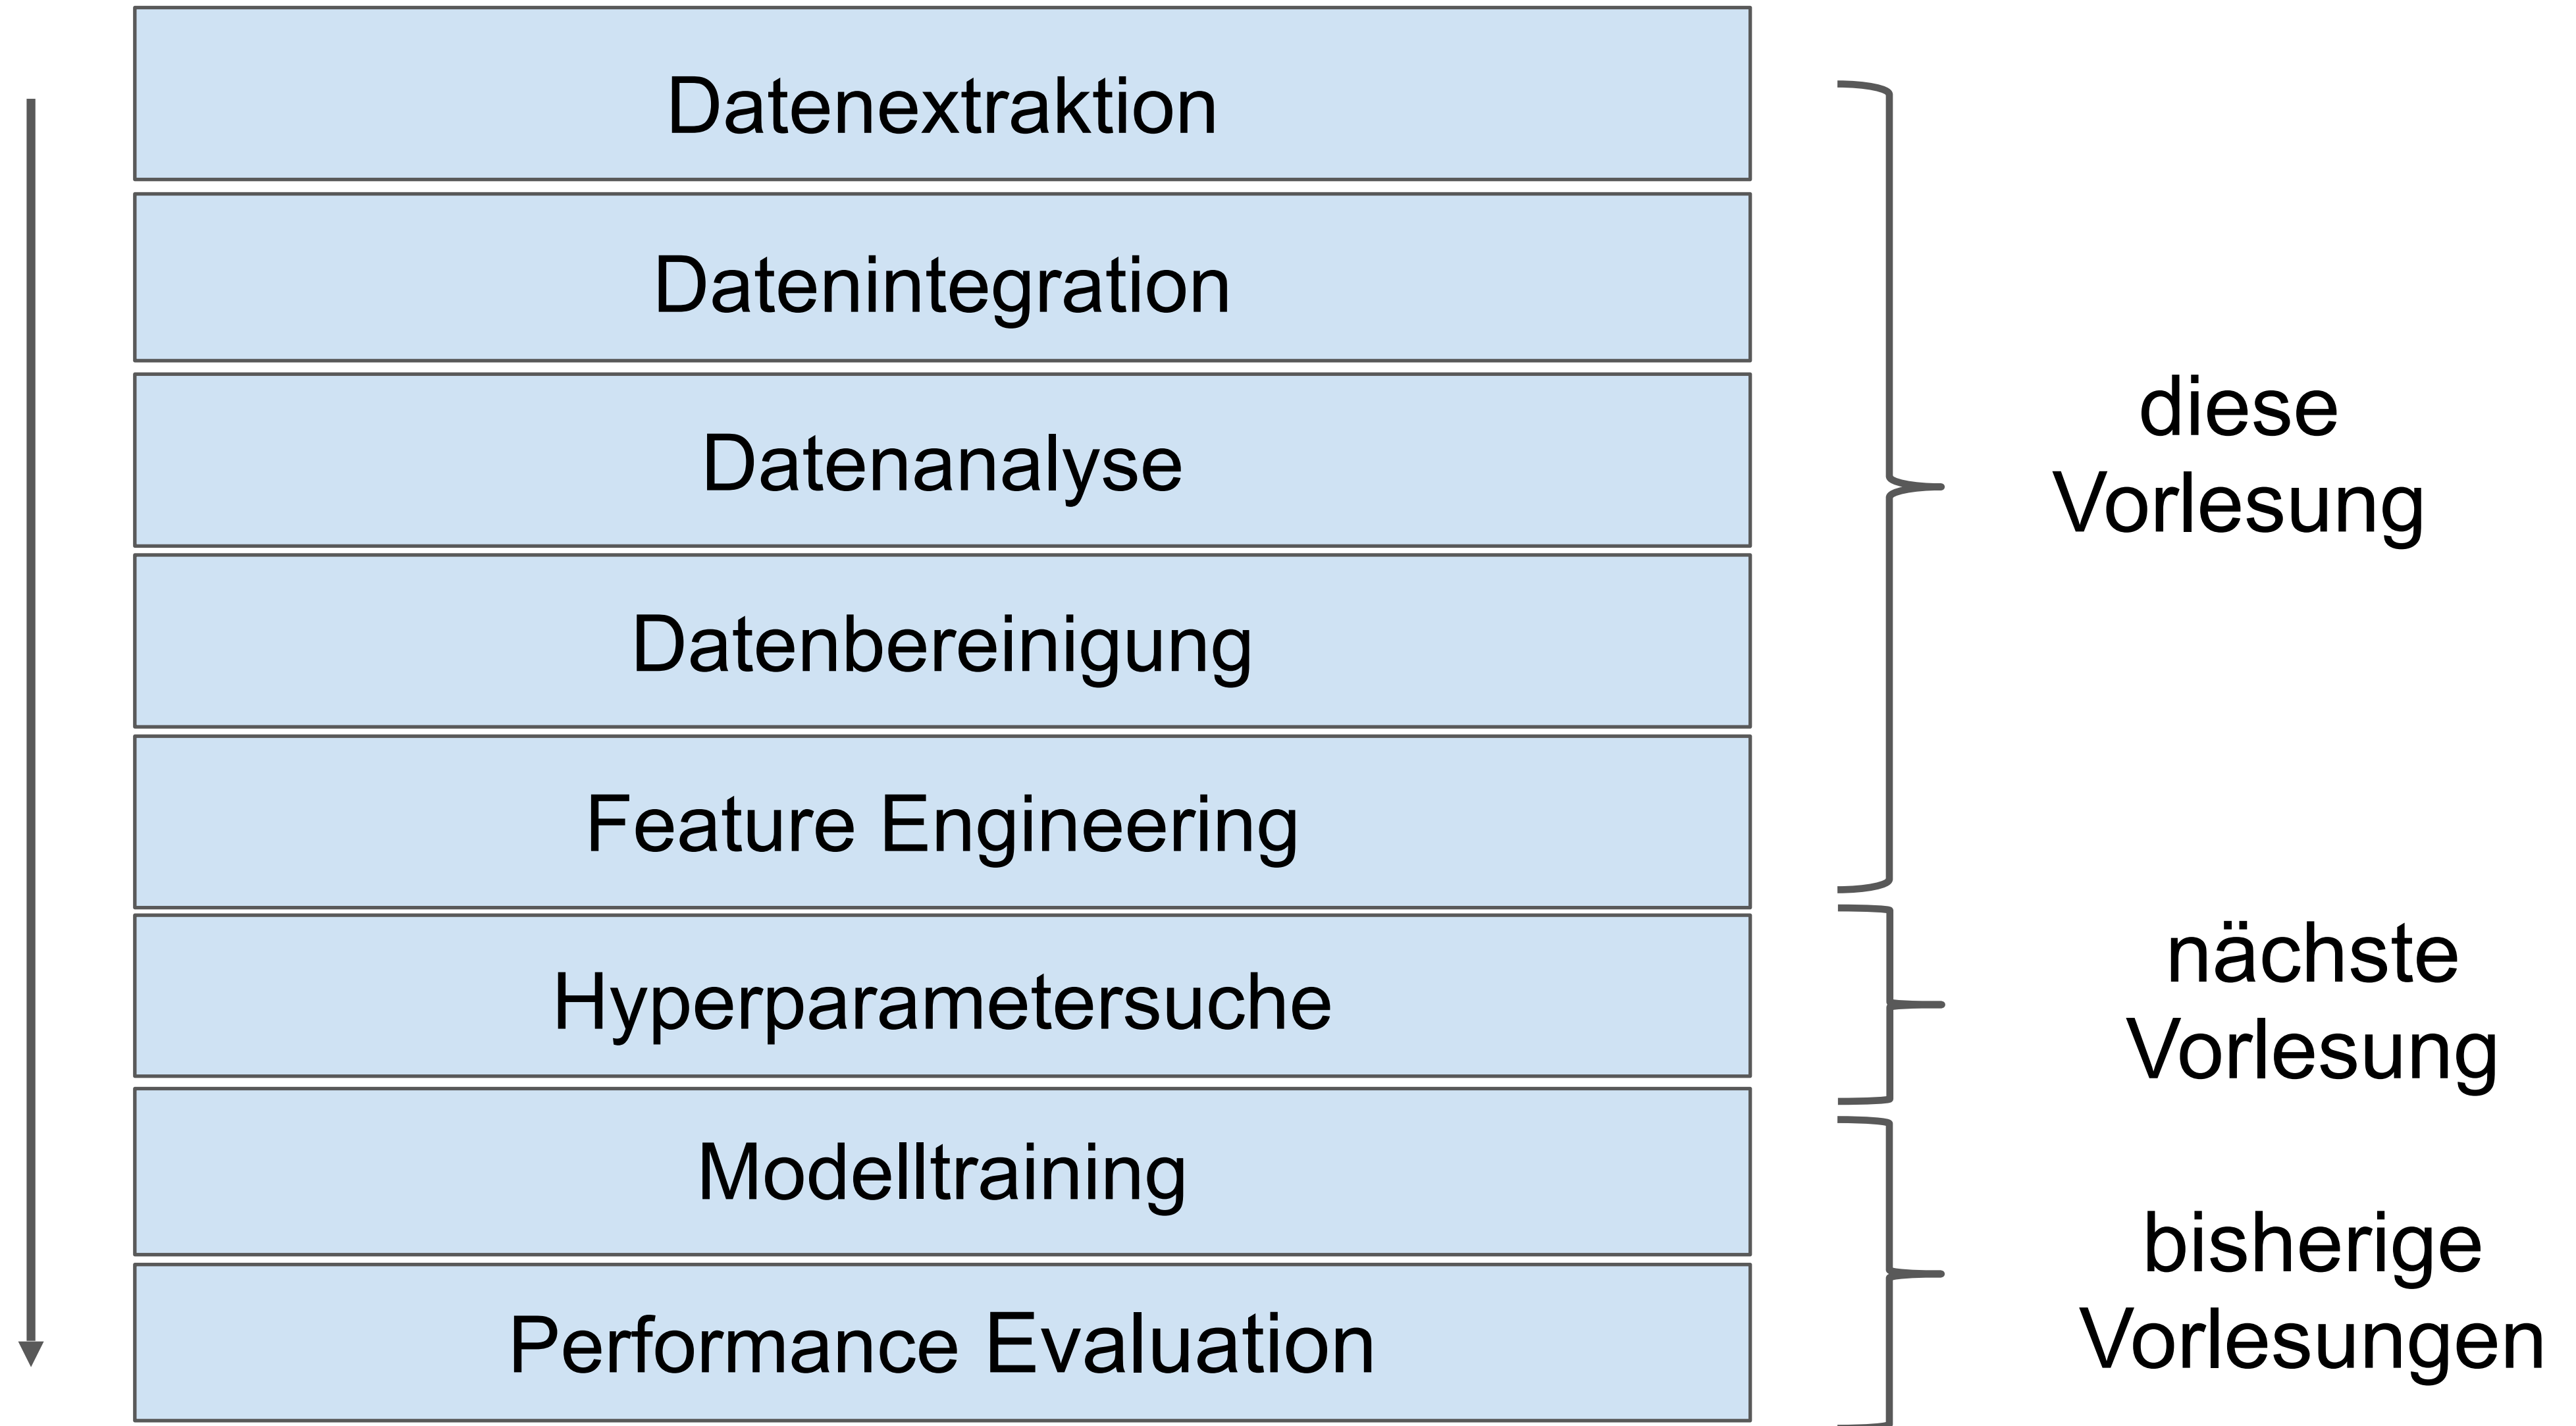 Datenextraktion
Datenintegration
Datenanalyse
Datenbereinigung
Feature Engineering
Hyperparametersuche
Modelltraining
Performance Evaluation
diese
Vorlesung
nächste
Vorlesung
bisherige
Vorlesungen